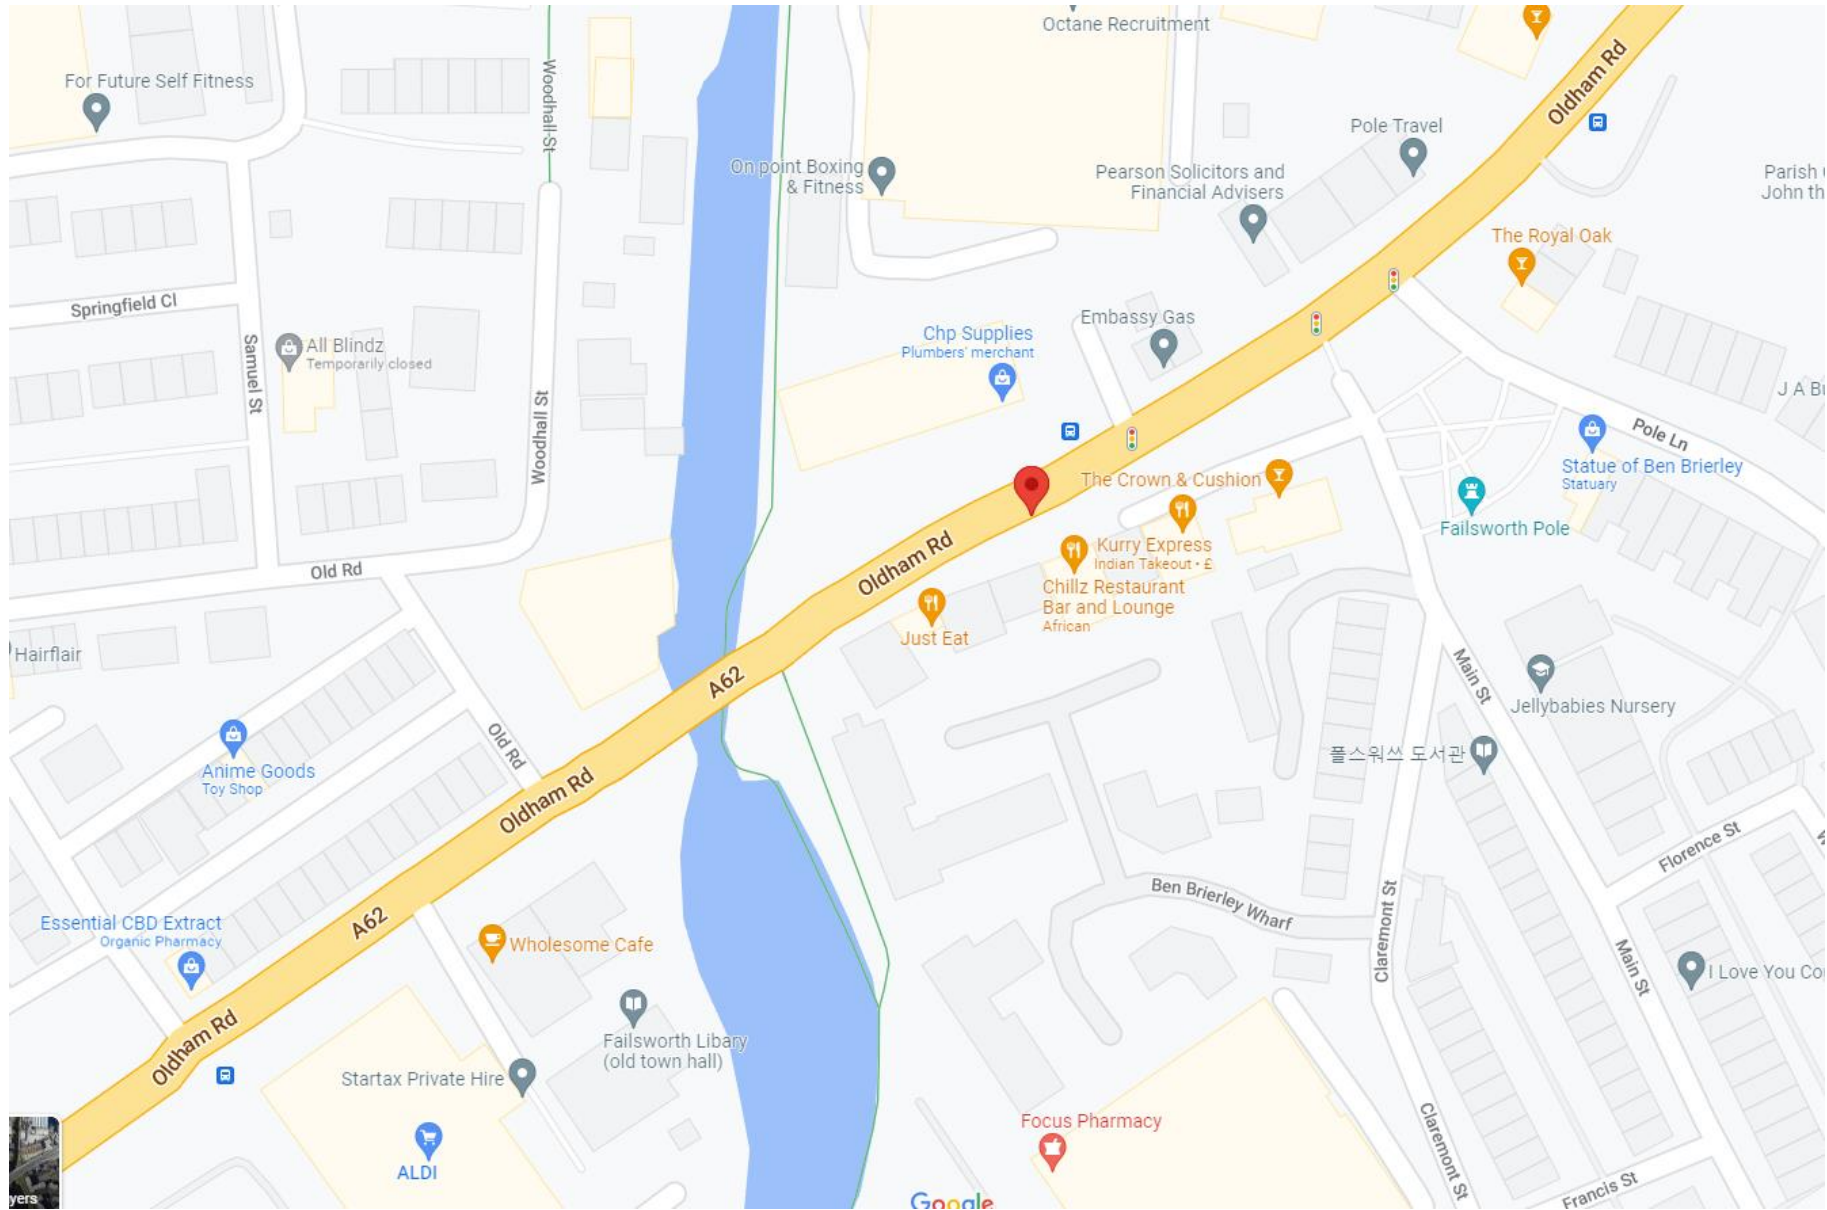 Octane Recruitment
For Future Self Fitness
Woodhall St
Oldham Rd
Pole Travel
On point Boxing
& Fitness
Pearson Solicitors and
Financial Advisers
Parish
John th
The Royal Oak
Springfield Cl
Samuel St
All Blindz
Temporarily closed
Chp Supplies
Plumbers' merchant
Embassy Gas
J A B
Woodhall St
Pole Ln
Statue of Ben Brierley
Statuary
The Crown & Cushion
Failsworth Pole
Oldham Rd
Kurry Express
Indian Takeout • £
Old Rd
Chillz Restaurant
Bar and Lounge
African
Just Eat
Hairflair
A62
Main St
Jellybabies Nursery
Old Rd
폴스워쓰 도서관
Anime Goods
Toy Shop
Oldham Rd
Florence St
Ben Brierley Wharf
Essential CBD Extract
Organic Pharmacy
A62
Wholesome Cafe
Claremont St
Main St
I Love You Co
Oldham Rd
Failsworth Libary
(old town hall)
Startax Private Hire
Focus Pharmacy
Claremont St
ALDI
yers
Francis St
Google